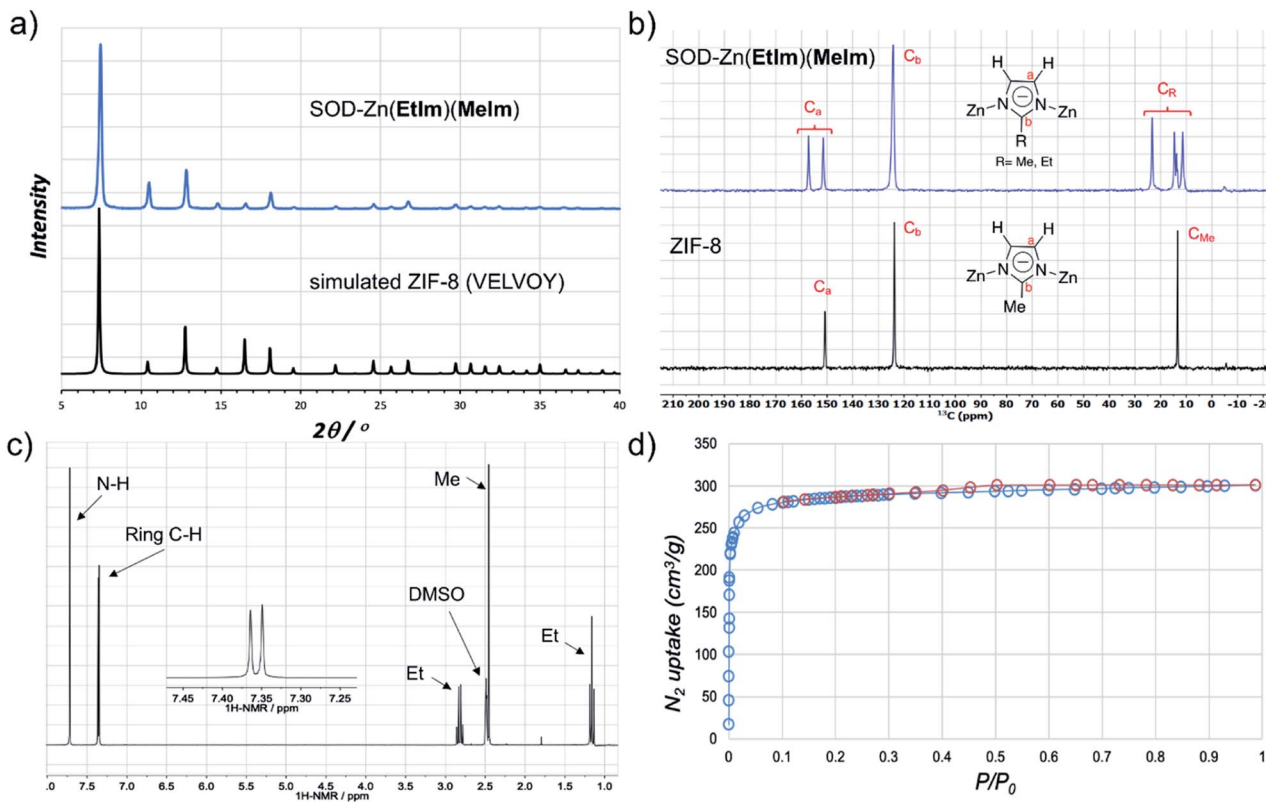 a)
Intensity
SOD-Zn(EtIm)(MeIm)
simulated ZIF-8 (VELVOY)
5 10 15 20 25 30 35 40
2θ/ °
b)
SOD-Zn(EtIm)(MeIm)
Ca
Cb
CR
H H
a
Zn N N Zn
b
R
R= Me, Et
ZIF-8
Ca
Cb
CMe
H H
a
Zn N N Zn
b
Me
210 200 190 180 170 160 150 140 130 120 110 100 90 80 70 60 50 40 30 20 10 0 -10 -20
13C (ppm)
c)
N-H
Ring C-H
Me
DMSO
Et
Et
7.45 7.40 7.35 7.30 7.25
1H-NMR / ppm
8.0 7.5 7.0 6.5 6.0 5.5 5.0 4.5 4.0 3.5 3.0 2.5 2.0 1.5 1.0
1H-NMR / ppm
d)
N2 uptake (cm3/g)
350
300
250
200
150
100
50
0
0 0.1 0.2 0.3 0.4 0.5 0.6 0.7 0.8 0.9 1
P/P0